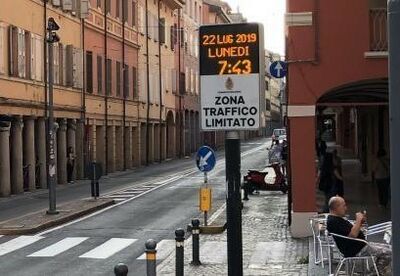 22 LUG 2019
LUNEDI
7:43
ZONA
TRAFFICO
LIMITATO